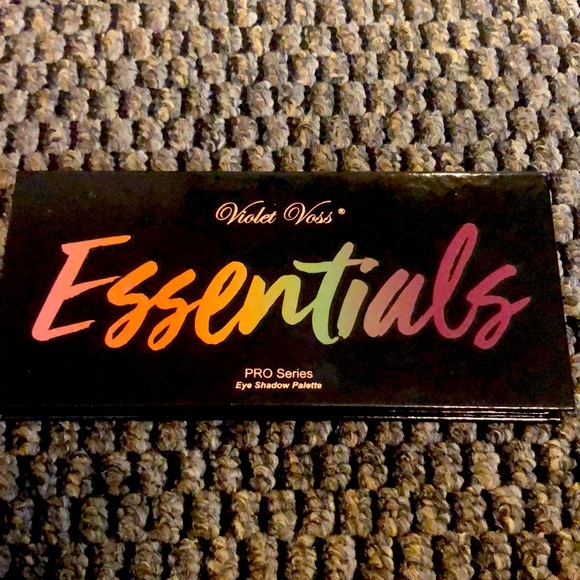 Violet Voss®
Essentials
PRO Series
Eye Shadow Palette